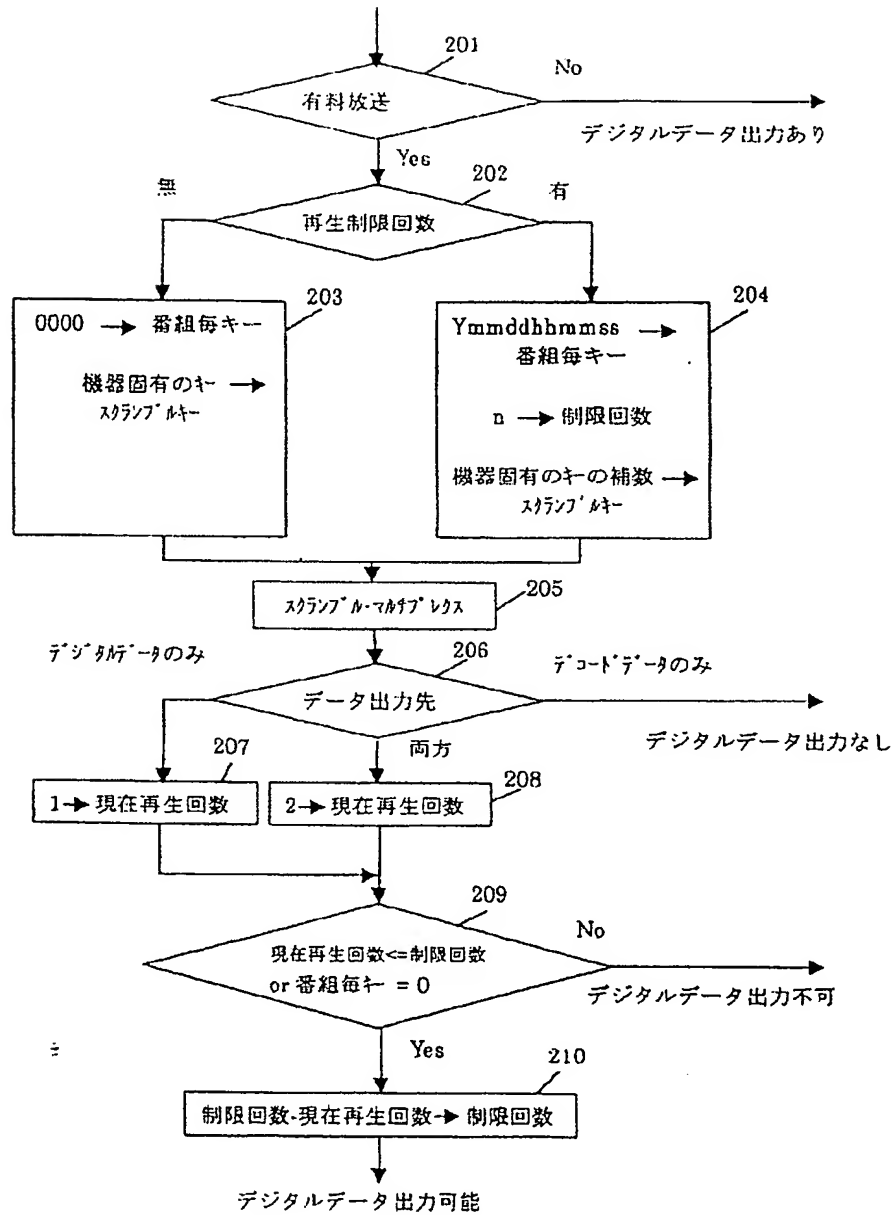 201
No
有料放送
デジタルデータ出力あり
Yes
202
無
有
再生制限回数
203
0000 → 番組毎キー
機器固有のキー →
スクランブルキー
204
Ymmddhhmmss →
番組毎キー
n → 制限回数
機器固有のキーの補数 →
スクランブルキー
205
スクランブル・マルチプレクス
206
デジタルデータのみ
デコードデータのみ
データ出力先
両方
デジタルデータ出力なし
207
1→現在再生回数
208
2→現在再生回数
209
No
現在再生回数<=制限回数
or 番組毎キー = 0
デジタルデータ出力不可
Yes
210
制限回数-現在再生回数→ 制限回数
デジタルデータ出力可能